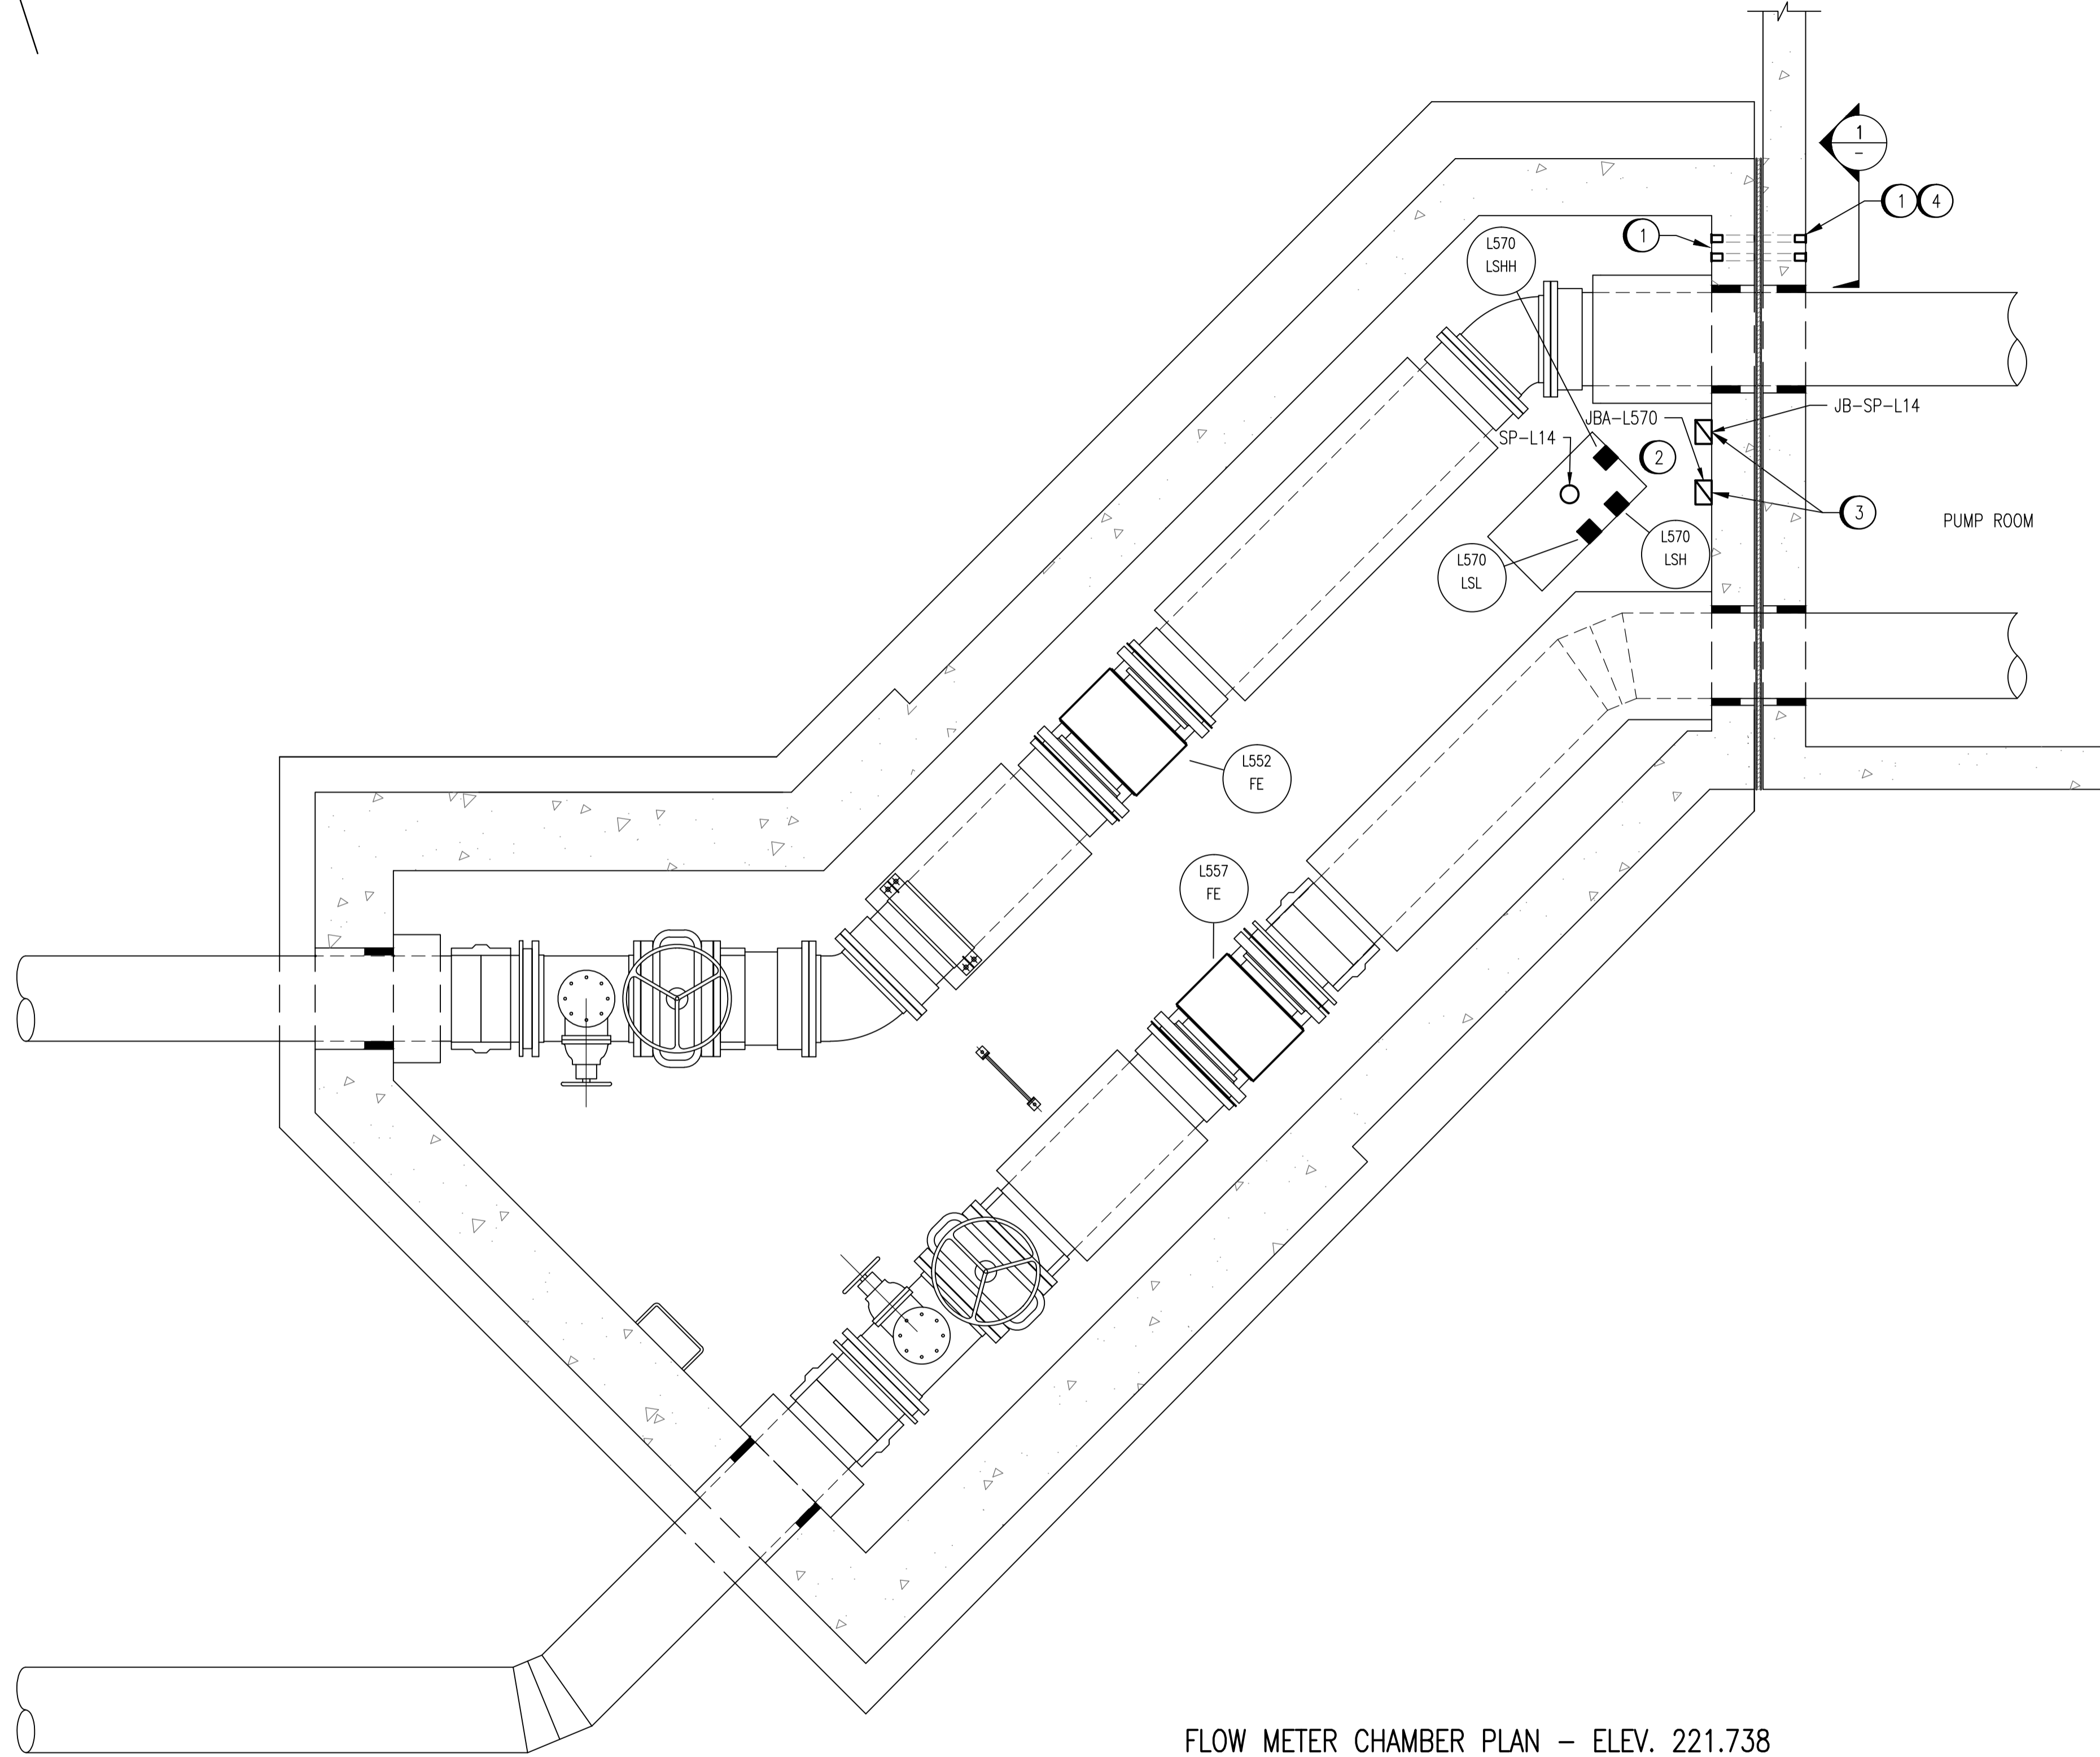 1
–
1 4
1
L570
LSHH
JB–SP–L14
JBA–L570
SP–L14
2
3
PUMP ROOM
L570
LSH
L570
LSL
L552
FE
L557
FE
FLOW METER CHAMBER PLAN – ELEV. 221.738